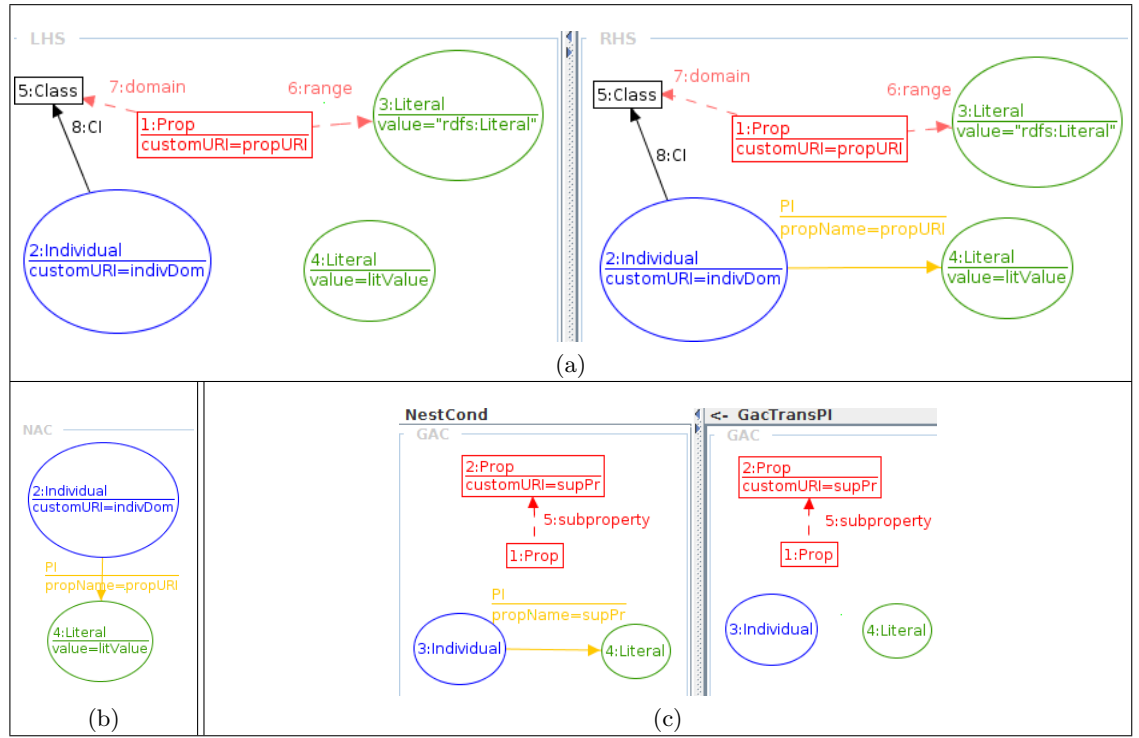 LHS
5:Class
7:domain
6:range
8:CI
1:Prop
customURI=propURI
3:Literal
value="rdfs:Literal"
2:Individual
customURI=indivDom
4:Literal
value=litValue
RHS
5:Class
7:domain
6:range
8:CI
1:Prop
customURI=propURI
3:Literal
value="rdfs:Literal"
PI
propName=propURI
2:Individual
customURI=indivDom
4:Literal
value=litValue
(a)
NAC
2:Individual
customURI=indivDom
PI
propName=propURI
4:Literal
value=litValue
(b)
NestCond
GAC
2:Prop
customURI=supPr
5:subproperty
1:Prop
PI
propName=supPr
3:Individual
4:Literal
<- GacTransPI
GAC
2:Prop
customURI=supPr
5:subproperty
1:Prop
3:Individual
4:Literal
(c)